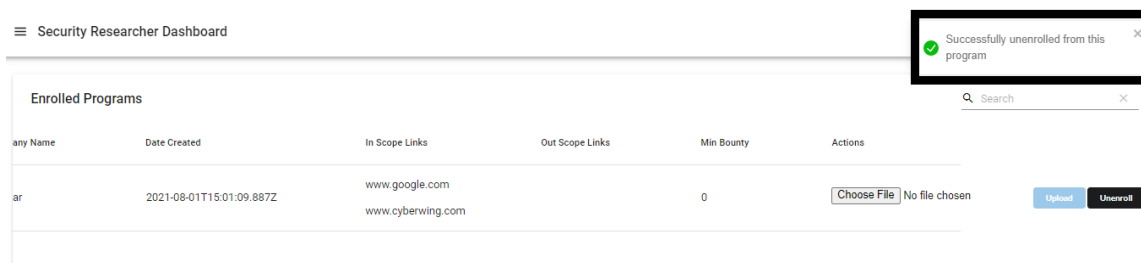 Security Researcher Dashboard
Successfully unenrolled from this
program
Enrolled Programs
Search
any Name Date Created In Scope Links Out Scope Links Min Bounty Actions
www.google.com
ar 2021-08-01T15:01:09.887Z 0 Choose File No file chosen Upload Unenroll
www.cyberwing.com